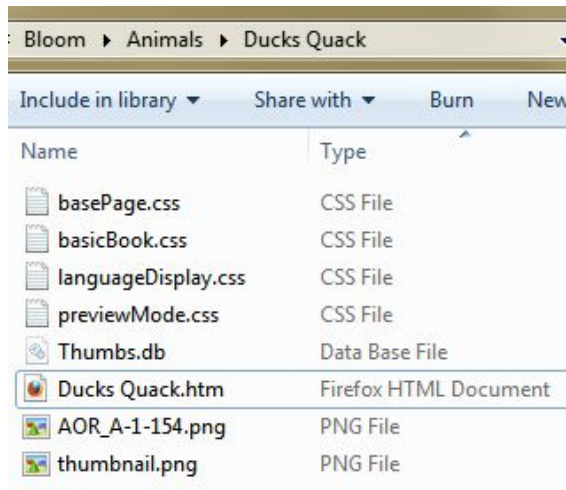 Bloom ▸ Animals ▸ Ducks Quack
Include in library ▾ Share with ▾ Burn New
Name Type
basePage.css CSS File
basicBook.css CSS File
languageDisplay.css CSS File
previewMode.css CSS File
Thumbs.db Data Base File
Ducks Quack.htm Firefox HTML Document
AOR_A-1-154.png PNG File
thumbnail.png PNG File